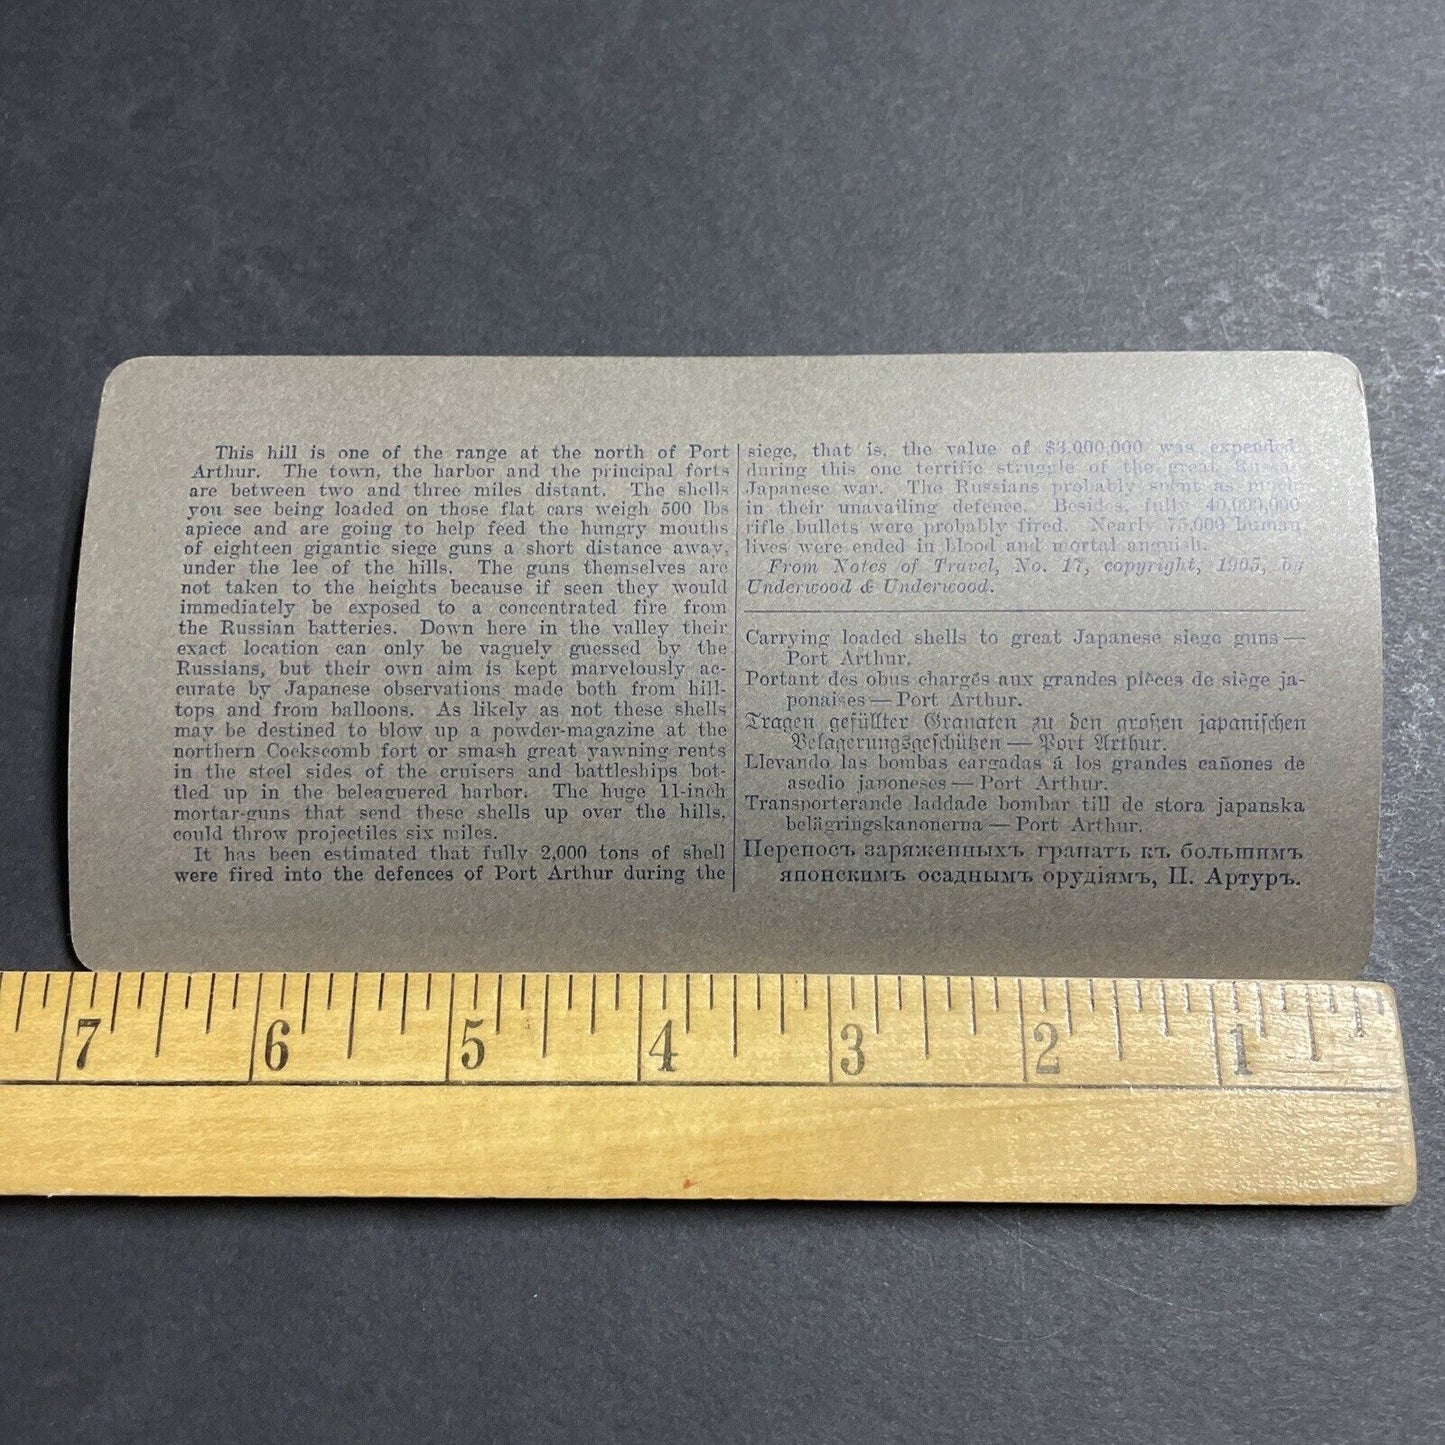 This hill is one of the range at the north of Port
Arthur. The town, the harbor and the principal forts
are between two and three miles distant. The shells
you see being loaded on those flat cars weigh 500 lbs
apiece and are going to help feed the hungry mouths
of eighteen gigantic siege guns a short distance away,
under the lee of the hills. The guns themselves are
not taken to the heights because if seen they would
immediately be exposed to a concentrated fire from
the Russian batteries. Down here in the valley their
exact location can only be vaguely guessed by the
Russians, but their own aim is kept marvelously ac-
curate by Japanese observations made both from hill-
tops and from balloons. As likely as not these shells
may be destined to blow up a powder-magazine at the
northern Cockscomb fort or smash great yawning rents
in the steel sides of the cruisers and battleships bot-
tled up in the beleaguered harbor. The huge 11-inch
mortar-guns that send these shells up over the hills,
could throw projectiles six miles.
It has been estimated that fully 2,000 tons of shell
were fired into the defences of Port Arthur during the
siege, that is, the value of $3,000,000 was expended
during this one terrific struggle of the great Russo-
Japanese war. The Russians probably spent as much
in their unavailing defence. Besides, fully 40,000,000
rifle bullets were probably fired. Nearly 75,000 human
lives were ended in blood and mortal anguish.
From Notes of Travel, No. 17, copyright, 1905, by
Underwood & Underwood.
Carrying loaded shells to great Japanese siege guns —
Port Arthur.
Portant des obus chargés aux grandes pièces de siège ja-
ponaises — Port Arthur.
Tragen gefüllter Granaten zu den großen japanischen
Belagerungsgeschützen — Port Arthur.
Llevando las bombas cargadas á los grandes cañones de
asedio japoneses — Port Arthur.
Transporterande laddade bombar till de stora japanska
belägringskanonerna — Port Arthur.
Переносъ заряженныхъ гранатъ къ большимъ
японскимъ осаднымъ орудіямъ, П. Артуръ.
7 6 5 4 3 2 1